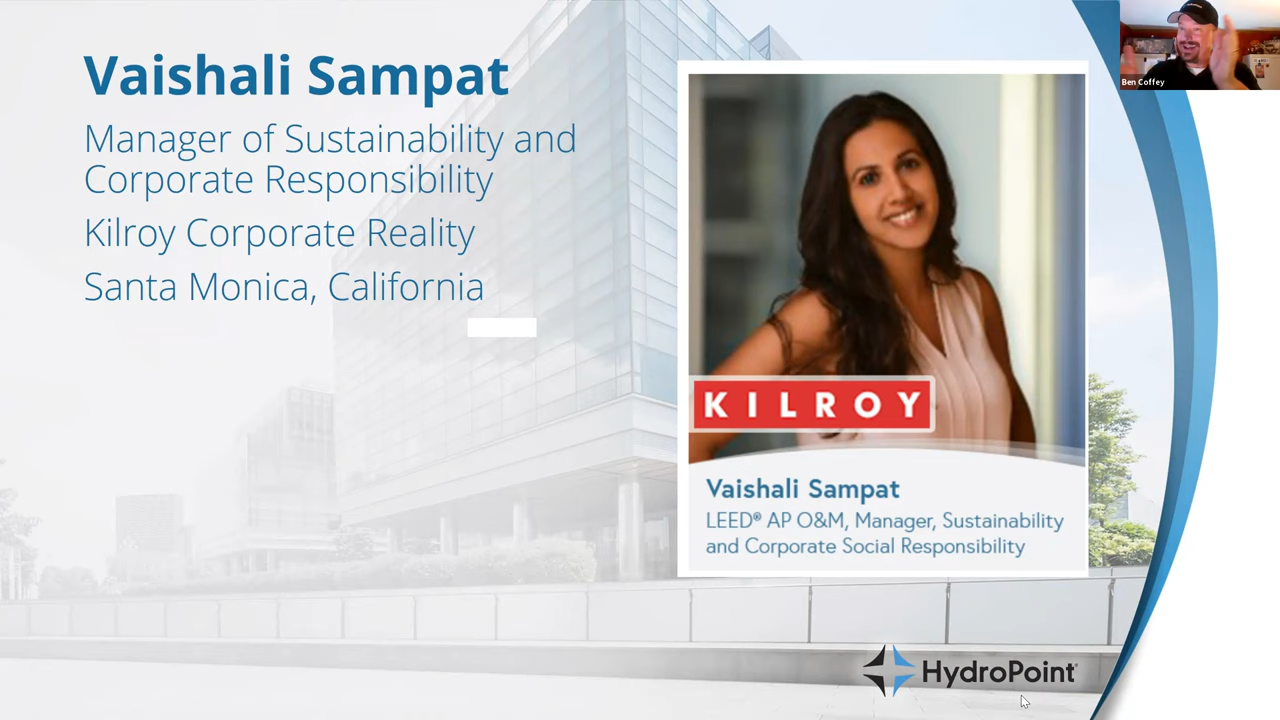 Vaishali Sampat
Manager of Sustainability and
Corporate Responsibility
Kilroy Corporate Reality
Santa Monica, California
KILROY
Vaishali Sampat
LEED® AP O&M, Manager, Sustainability
and Corporate Social Responsibility
HydroPoint
Ben Coffey